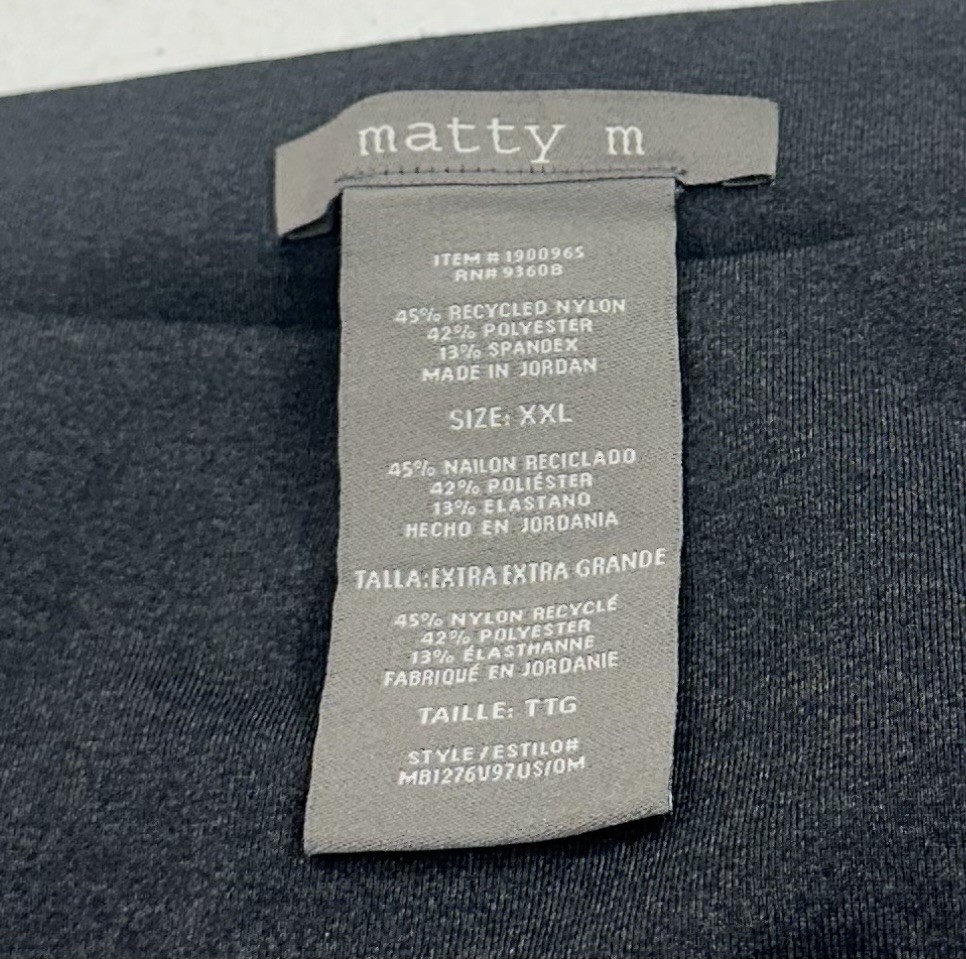 matty m
ITEM # 1900965
RN# 93608
45% RECYCLED NYLON
42% POLYESTER
13% SPANDEX
MADE IN JORDAN
SIZE: XXL
45% NAILON RECICLADO
42% POLIÉSTER
13% ELASTANO
HECHO EN JORDANIA
TALLA:EXTRA EXTRA GRANDE
45% NYLON RECYCLÉ
42% POLYESTER
13% ÉLASTHANNE
FABRIQUÉ EN JORDANIE
TAILLE: TTG
STYLE/ESTILO#
MB1276V97US/OM